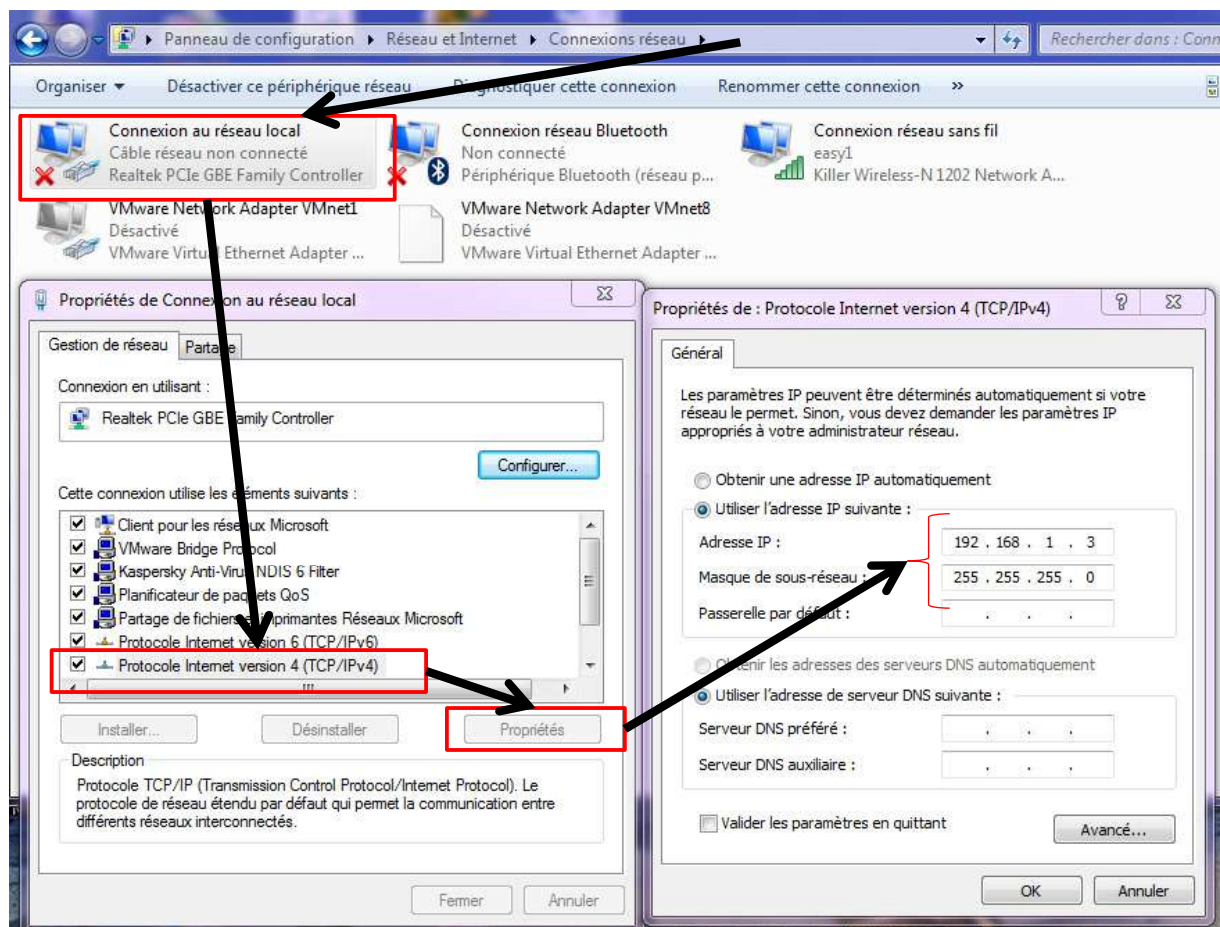 Panneau de configuration ▸ Réseau et Internet ▸ Connexions réseau ▸
Rechercher dans : Conn
Organiser ▾ Désactiver ce périphérique réseau Diagnostiquer cette connexion Renommer cette connexion »
Connexion au réseau local
Câble réseau non connecté
Realtek PCIe GBE Family Controller
Connexion réseau Bluetooth
Non connecté
Périphérique Bluetooth (réseau p...
Connexion réseau sans fil
easy1
Killer Wireless-N 1202 Network A...
VMware Network Adapter VMnet1
Désactivé
VMware Virtual Ethernet Adapter ...
VMware Network Adapter VMnet8
Désactivé
VMware Virtual Ethernet Adapter ...
Propriétés de Connexion au réseau local
Gestion de réseau Partage
Connexion en utilisant :
Realtek PCIe GBE Family Controller
Configurer...
Cette connexion utilise les éléments suivants :
Client pour les réseaux Microsoft
VMware Bridge Protocol
Kaspersky Anti-Virus NDIS 6 Filter
Planificateur de paquets QoS
Partage de fichiers et imprimantes Réseaux Microsoft
Protocole Internet version 6 (TCP/IPv6)
Protocole Internet version 4 (TCP/IPv4)
Installer... Désinstaller Propriétés
Description
Protocole TCP/IP (Transmission Control Protocol/Internet Protocol). Le
protocole de réseau étendu par défaut qui permet la communication entre
différents réseaux interconnectés.
Fermer Annuler
Propriétés de : Protocole Internet version 4 (TCP/IPv4)
Général
Les paramètres IP peuvent être déterminés automatiquement si votre
réseau le permet. Sinon, vous devez demander les paramètres IP
appropriés à votre administrateur réseau.
Obtenir une adresse IP automatiquement
Utiliser l'adresse IP suivante :
Adresse IP : 192 . 168 . 1 . 3
Masque de sous-réseau : 255 . 255 . 255 . 0
Passerelle par défaut : . . .
Obtenir les adresses des serveurs DNS automatiquement
Utiliser l'adresse de serveur DNS suivante :
Serveur DNS préféré : . . .
Serveur DNS auxiliaire : . . .
Valider les paramètres en quittant
Avancé...
OK Annuler